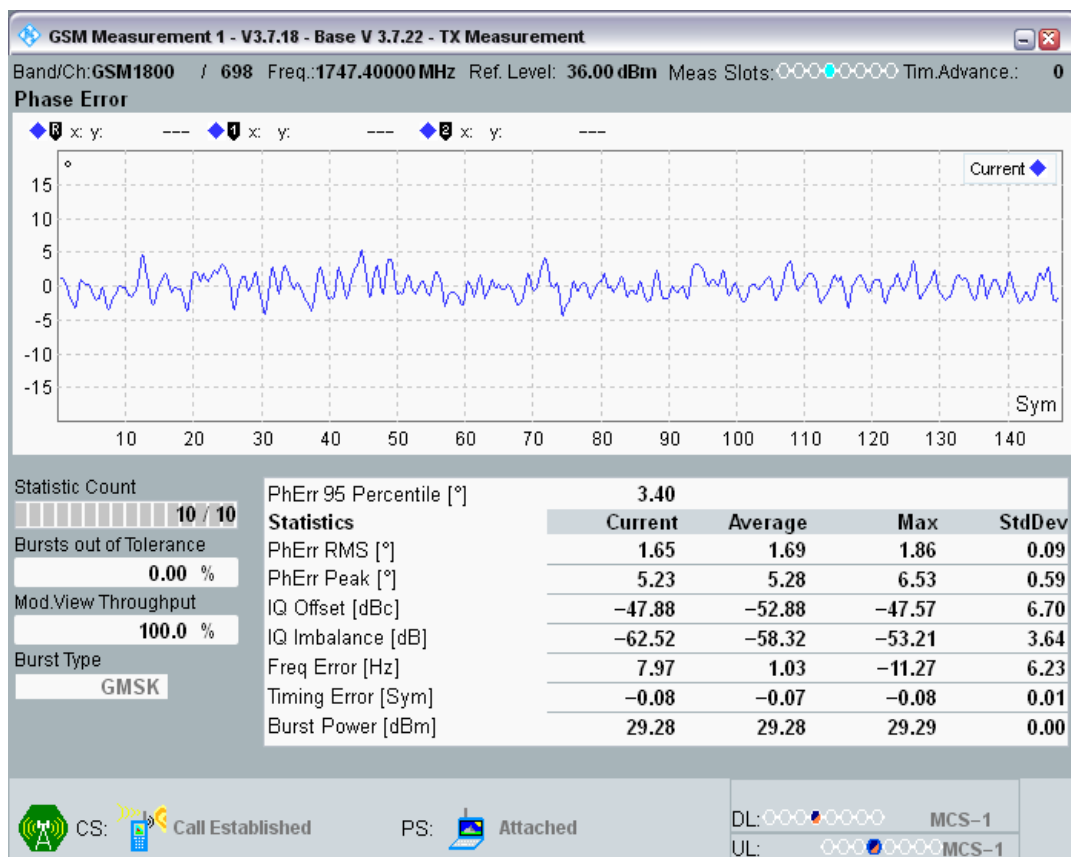 GSM Measurement 1 - V3.7.18 - Base V 3.7.22 - TX Measurement
Band/Ch:GSM1800 / 698 Freq.:1747.40000 MHz Ref. Level: 36.00 dBm Meas Slots: Tim.Advance.: 0
Phase Error
R x: y: --- 1 x: y: --- 2 x: y: ---
° Current
15
10
5
0
-5
-10
-15
Sym
10 20 30 40 50 60 70 80 90 100 110 120 130 140
Statistic Count
10 / 10
Bursts out of Tolerance
0.00 %
Mod.View Throughput
100.0 %
Burst Type
GMSK
PhErr 95 Percentile [°] 3.40
Statistics Current Average Max StdDev
PhErr RMS [°] 1.65 1.69 1.86 0.09
PhErr Peak [°] 5.23 5.28 6.53 0.59
IQ Offset [dBc] −47.88 −52.88 −47.57 6.70
IQ Imbalance [dB] −62.52 −58.32 −53.21 3.64
Freq Error [Hz] 7.97 1.03 −11.27 6.23
Timing Error [Sym] −0.08 −0.07 −0.08 0.01
Burst Power [dBm] 29.28 29.28 29.29 0.00
CS: Call Established PS: Attached
DL: MCS−1
UL: MCS−1